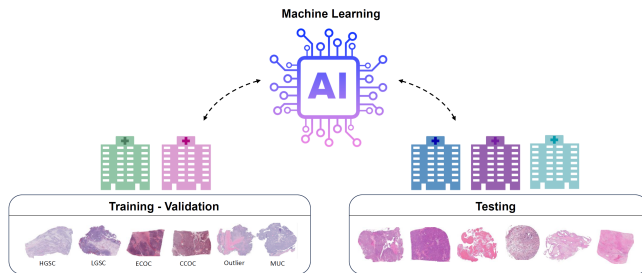 Machine Learning
AI
Training - Validation
HGSC LGSC ECOC CCOC Outlier MUC
Testing